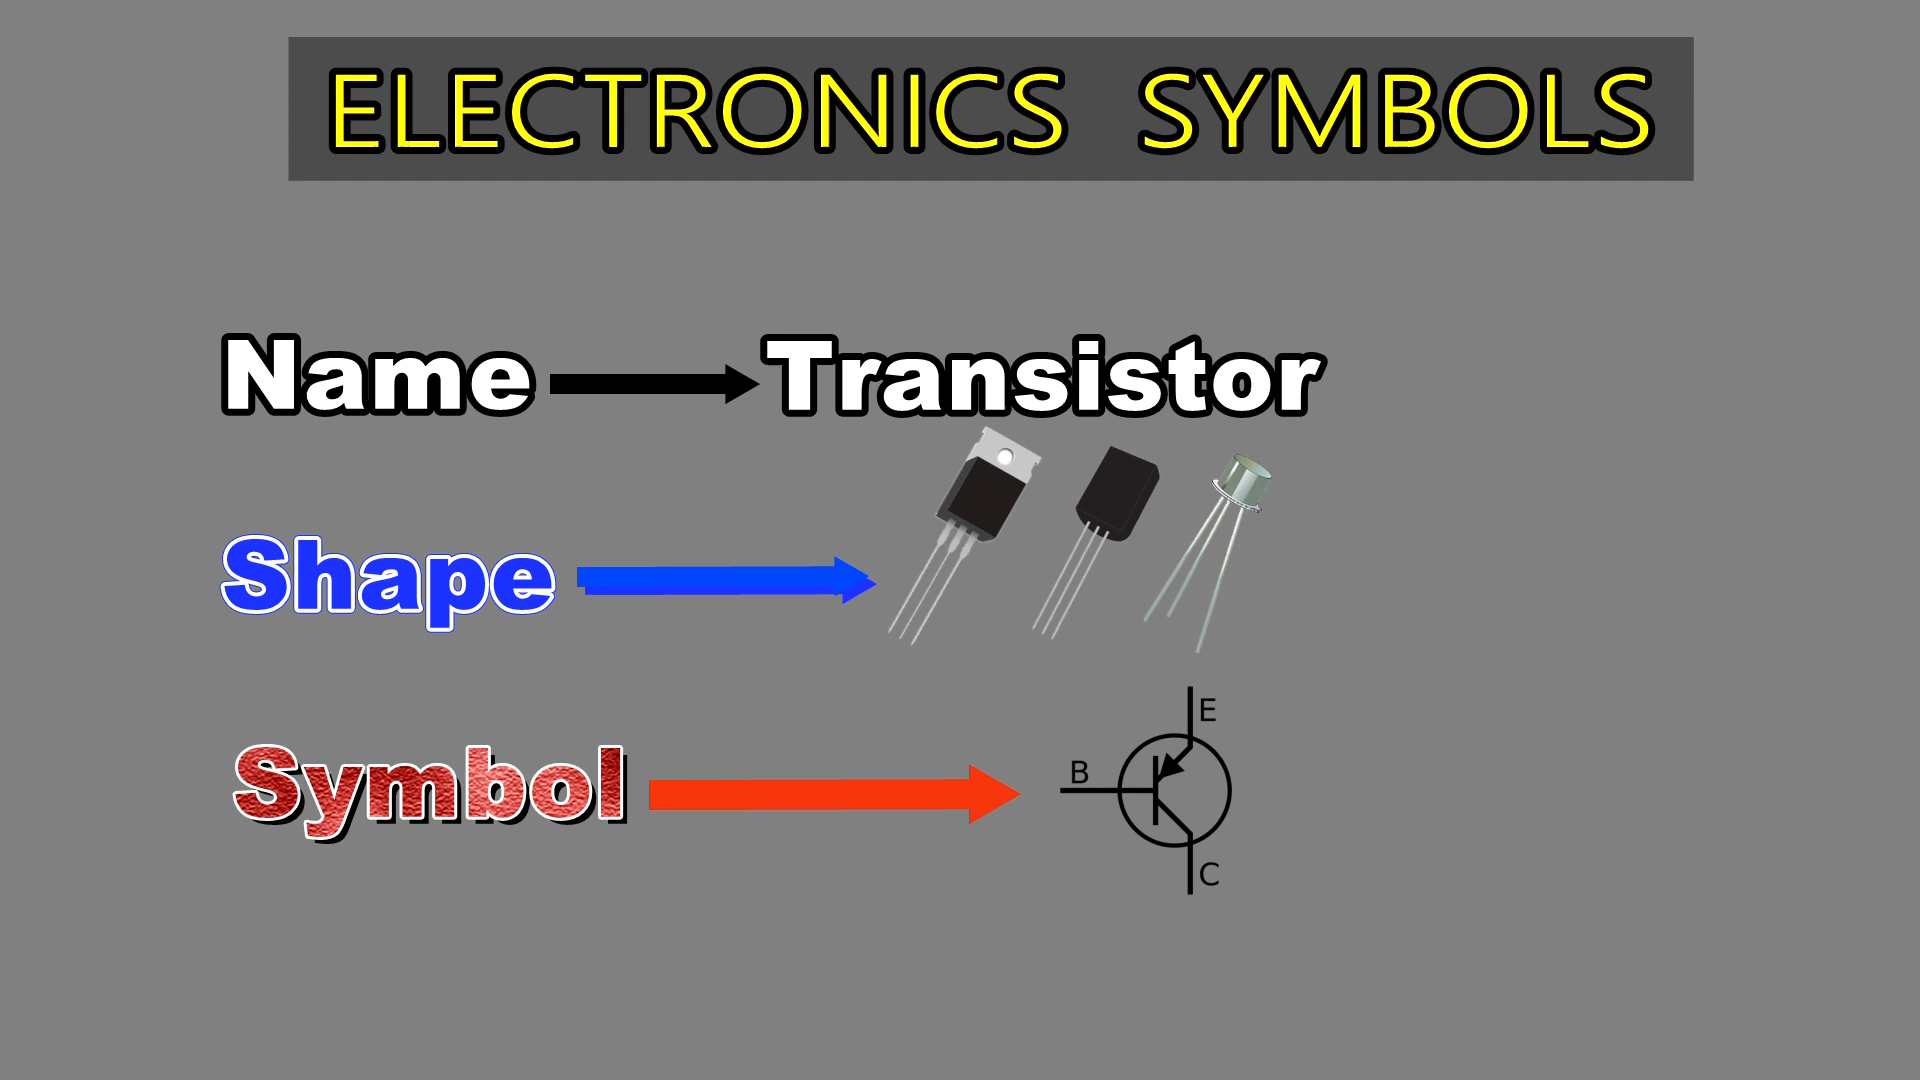 ELECTRONICS SYMBOLS
Name
Transistor
Shape
Symbol
E
B
C